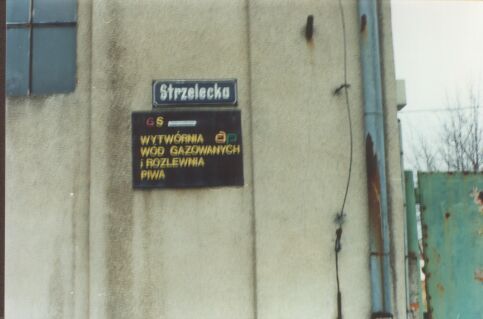 Strzelecka
GS
WYTWÓRNIA
WÓD GAZOWANYCH
i ROZLEWNIA
PIWA